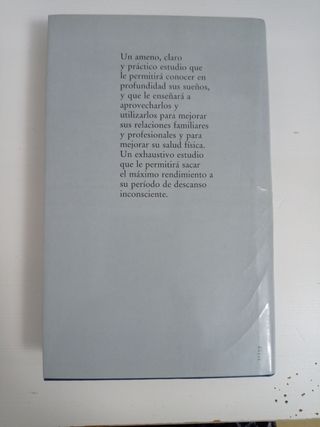 Un ameno, claro
y práctico estudio que
le permitirá conocer en
profundidad sus sueños,
y que le enseñará a
aprovecharlos y
utilizarlos para mejorar
sus relaciones familiares
y profesionales y para
mejorar su salud física.
Un exhaustivo estudio
que le permitirá sacar
el máximo rendimiento a
su período de descanso
inconsciente.